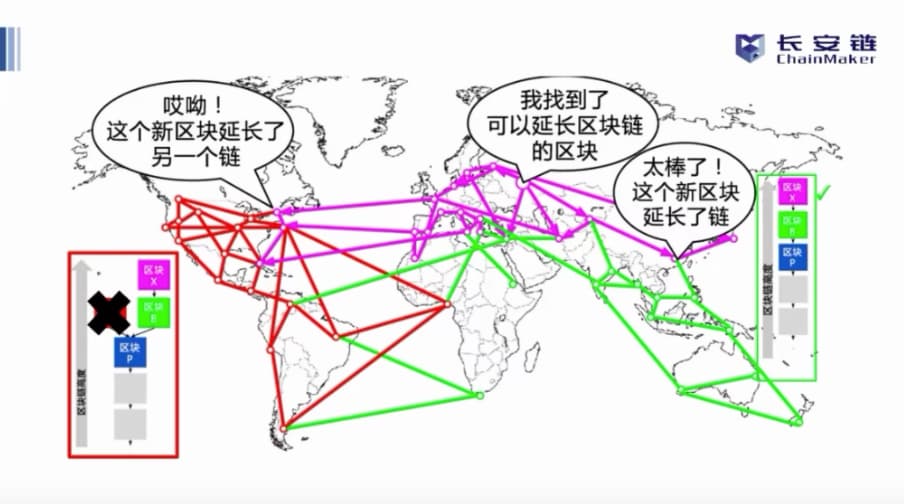 长安链
ChainMaker
哎呦！
这个新区块延长了
另一个链
我找到了
可以延长区块链
的区块
太棒了！
这个新区块
延长了链
区块
X
区块
区块
P
区块链高度
区块
X
区块
区块
P
区块链高度